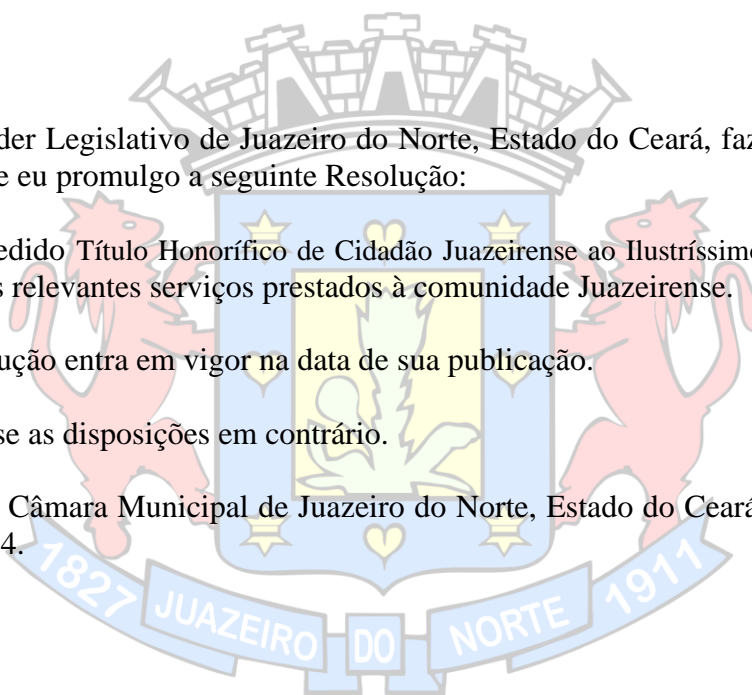 der Legislativo de Juazeiro do Norte, Estado do Ceará, faz
e eu promulgo a seguinte Resolução:
edido Título Honorífico de Cidadão Juazeirense ao Ilustríssimo
s relevantes serviços prestados à comunidade Juazeirense.
ução entra em vigor na data de sua publicação.
se as disposições em contrário.
Câmara Municipal de Juazeiro do Norte, Estado do Ceará
4.
1827 JUAZEIRO DO NORTE 1911